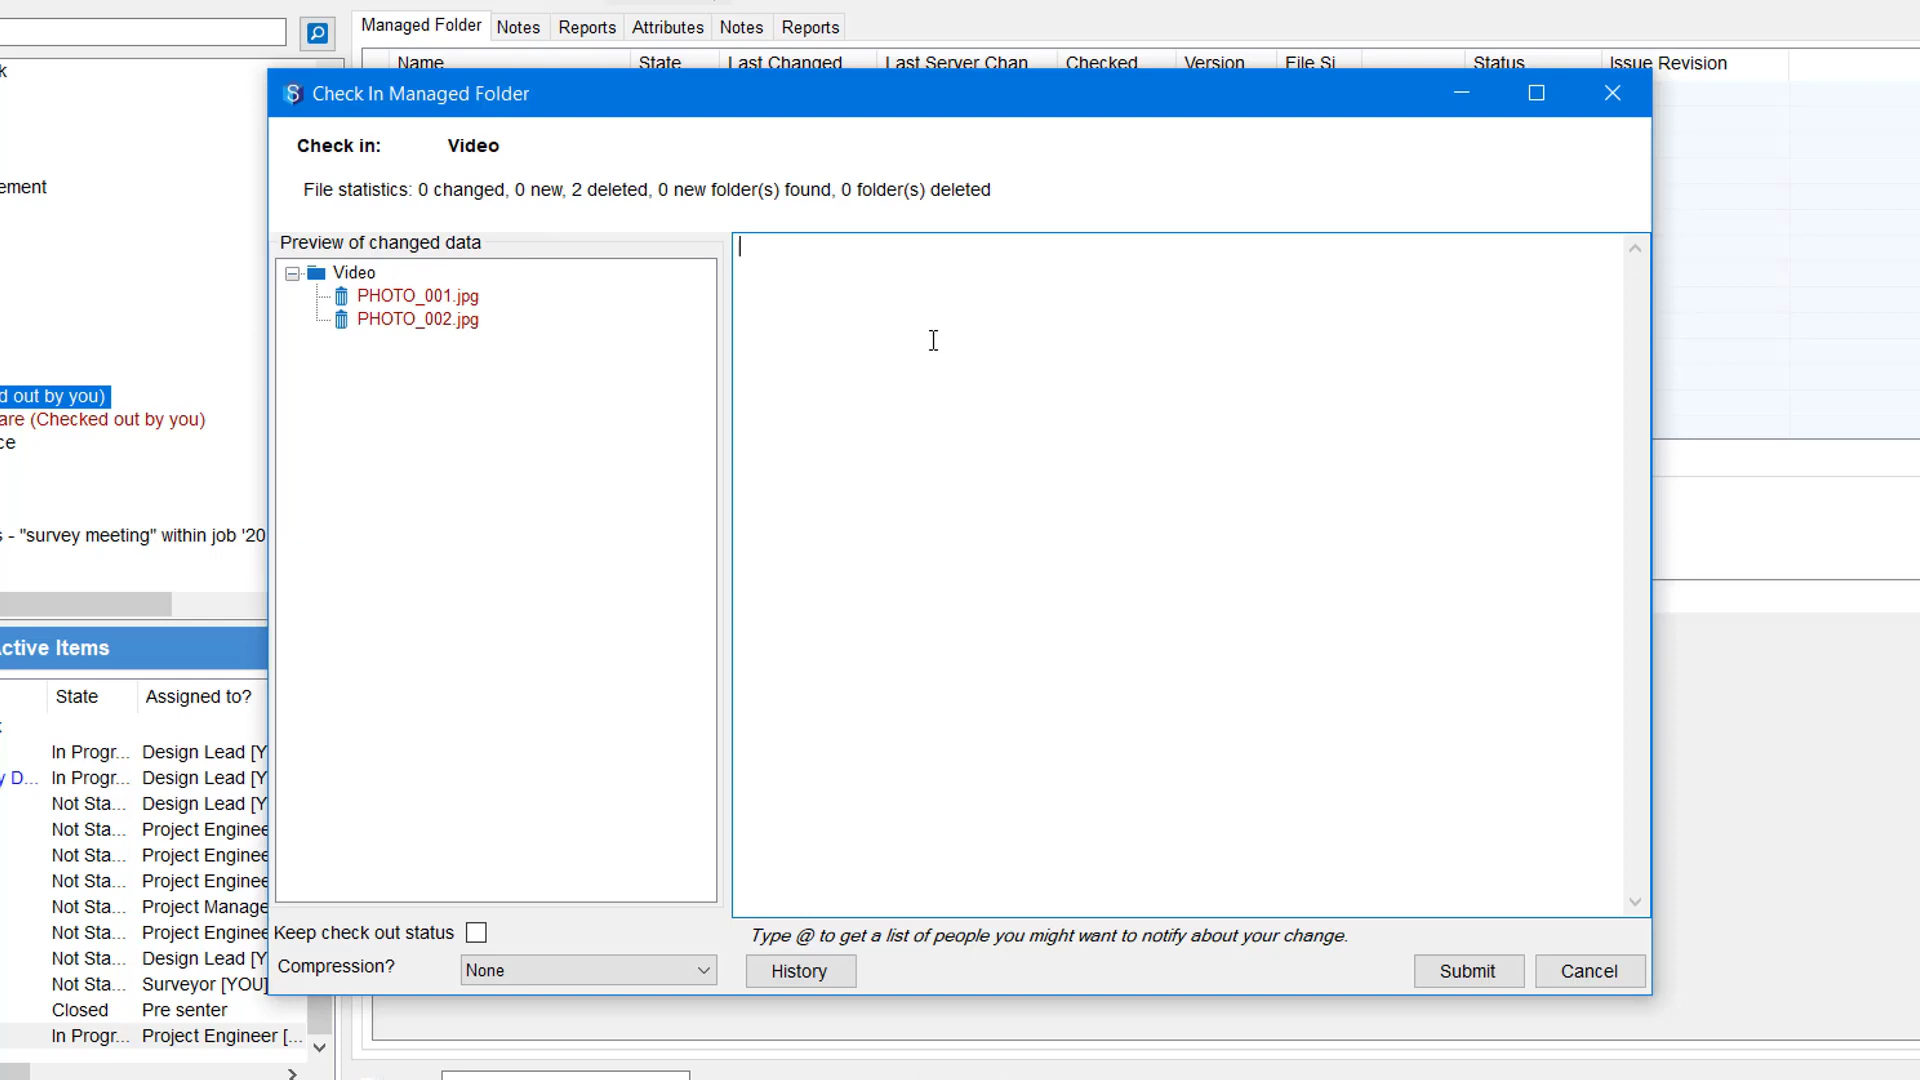 Managed Folder Notes Reports Attributes Notes Reports
Name State Last Changed Last Server Chan Checked Version File Si Status Issue Revision
k
ement
d out by you)
are (Checked out by you)
ce
s - "survey meeting" within job '20
Active Items
State Assigned to?
In Progr... Design Lead [Y
y D... In Progr... Design Lead [Y
Not Sta... Design Lead [Y
Not Sta... Project Enginee
Not Sta... Project Enginee
Not Sta... Project Enginee
Not Sta... Project Manage
Not Sta... Project Enginee
Not Sta... Design Lead [Y
Not Sta... Surveyor [YOU]
Closed Pre senter
In Progr... Project Engineer [...
Check In Managed Folder
Check in: Video
File statistics: 0 changed, 0 new, 2 deleted, 0 new folder(s) found, 0 folder(s) deleted
Preview of changed data
Video
PHOTO_001.jpg
PHOTO_002.jpg
Keep check out status
Compression? None
Type @ to get a list of people you might want to notify about your change.
History Submit Cancel